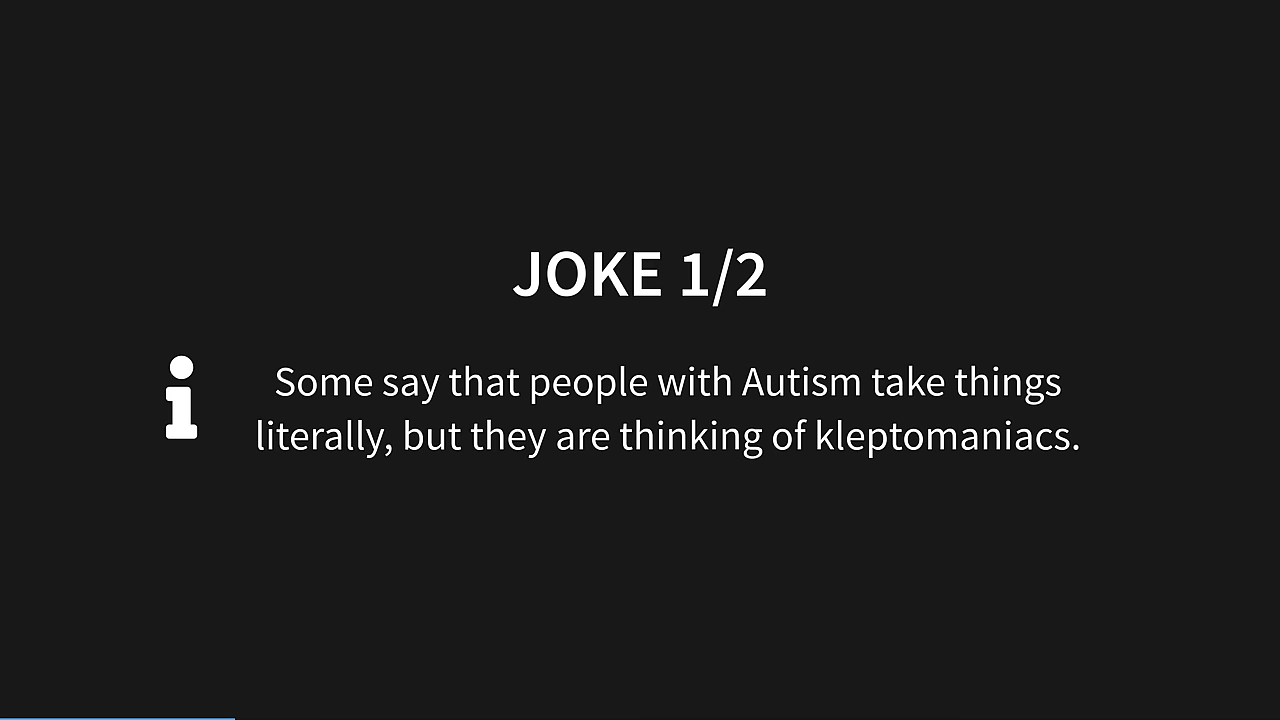 JOKE 1/2
Some say that people with Autism take things
literally, but they are thinking of kleptomaniacs.